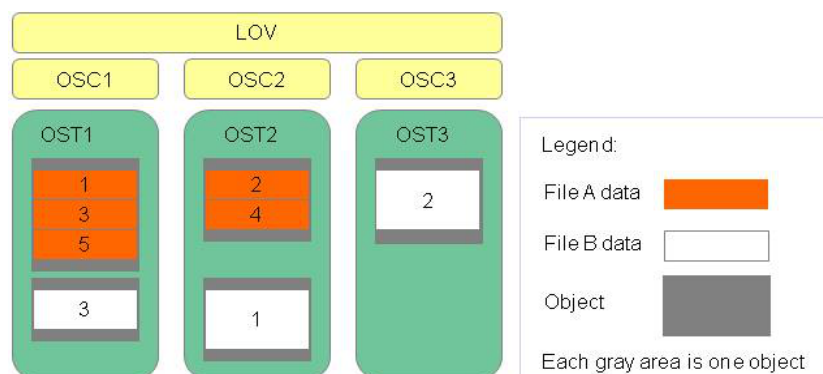 LOV
OSC1 OSC2 OSC3
OST1 OST2 OST3
1
3
5
3
2
4
1
2
Legend:
File A data
File B data
Object
Each gray area is one object